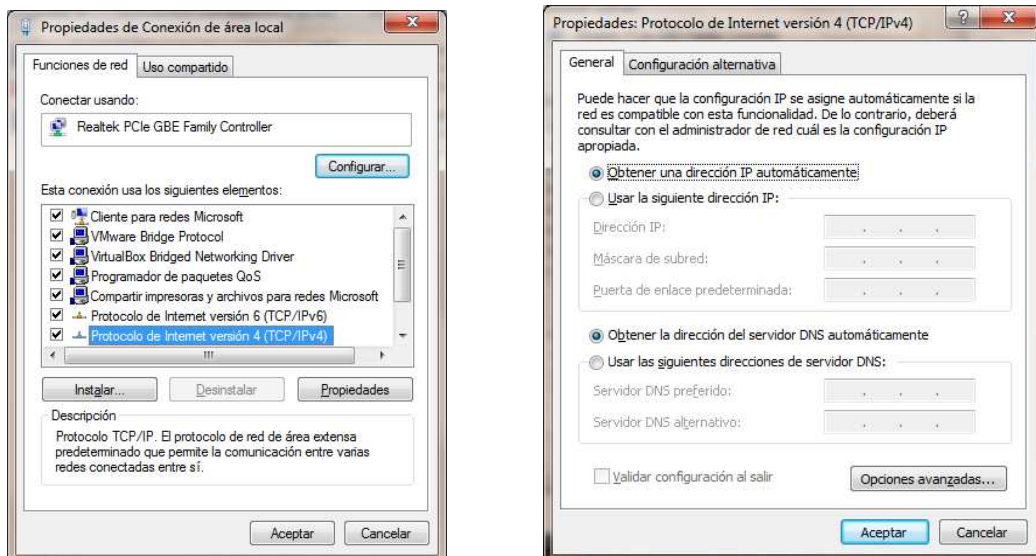 Propiedades de Conexión de área local
Funciones de red
Uso compartido
Conectar usando:
Realtek PCIe GBE Family Controller
Configurar...
Esta conexión usa los siguientes elementos:
Cliente para redes Microsoft
VMware Bridge Protocol
VirtualBox Bridged Networking Driver
Programador de paquetes QoS
Compartir impresoras y archivos para redes Microsoft
Protocolo de Internet versión 6 (TCP/IPv6)
Protocolo de Internet versión 4 (TCP/IPv4)
Instalar...
Desinstalar
Propiedades
Descripción
Protocolo TCP/IP. El protocolo de red de área extensa
predeterminado que permite la comunicación entre varias
redes conectadas entre sí.
Aceptar
Cancelar
Propiedades: Protocolo de Internet versión 4 (TCP/IPv4)
General
Configuración alternativa
Puede hacer que la configuración IP se asigne automáticamente si la
red es compatible con esta funcionalidad. De lo contrario, deberá
consultar con el administrador de red cuál es la configuración IP
apropiada.
Obtener una dirección IP automáticamente
Usar la siguiente dirección IP:
Dirección IP:
Máscara de subred:
Puerta de enlace predeterminada:
Obtener la dirección del servidor DNS automáticamente
Usar las siguientes direcciones de servidor DNS:
Servidor DNS preferido:
Servidor DNS alternativo:
Validar configuración al salir
Opciones avanzadas...
Aceptar
Cancelar